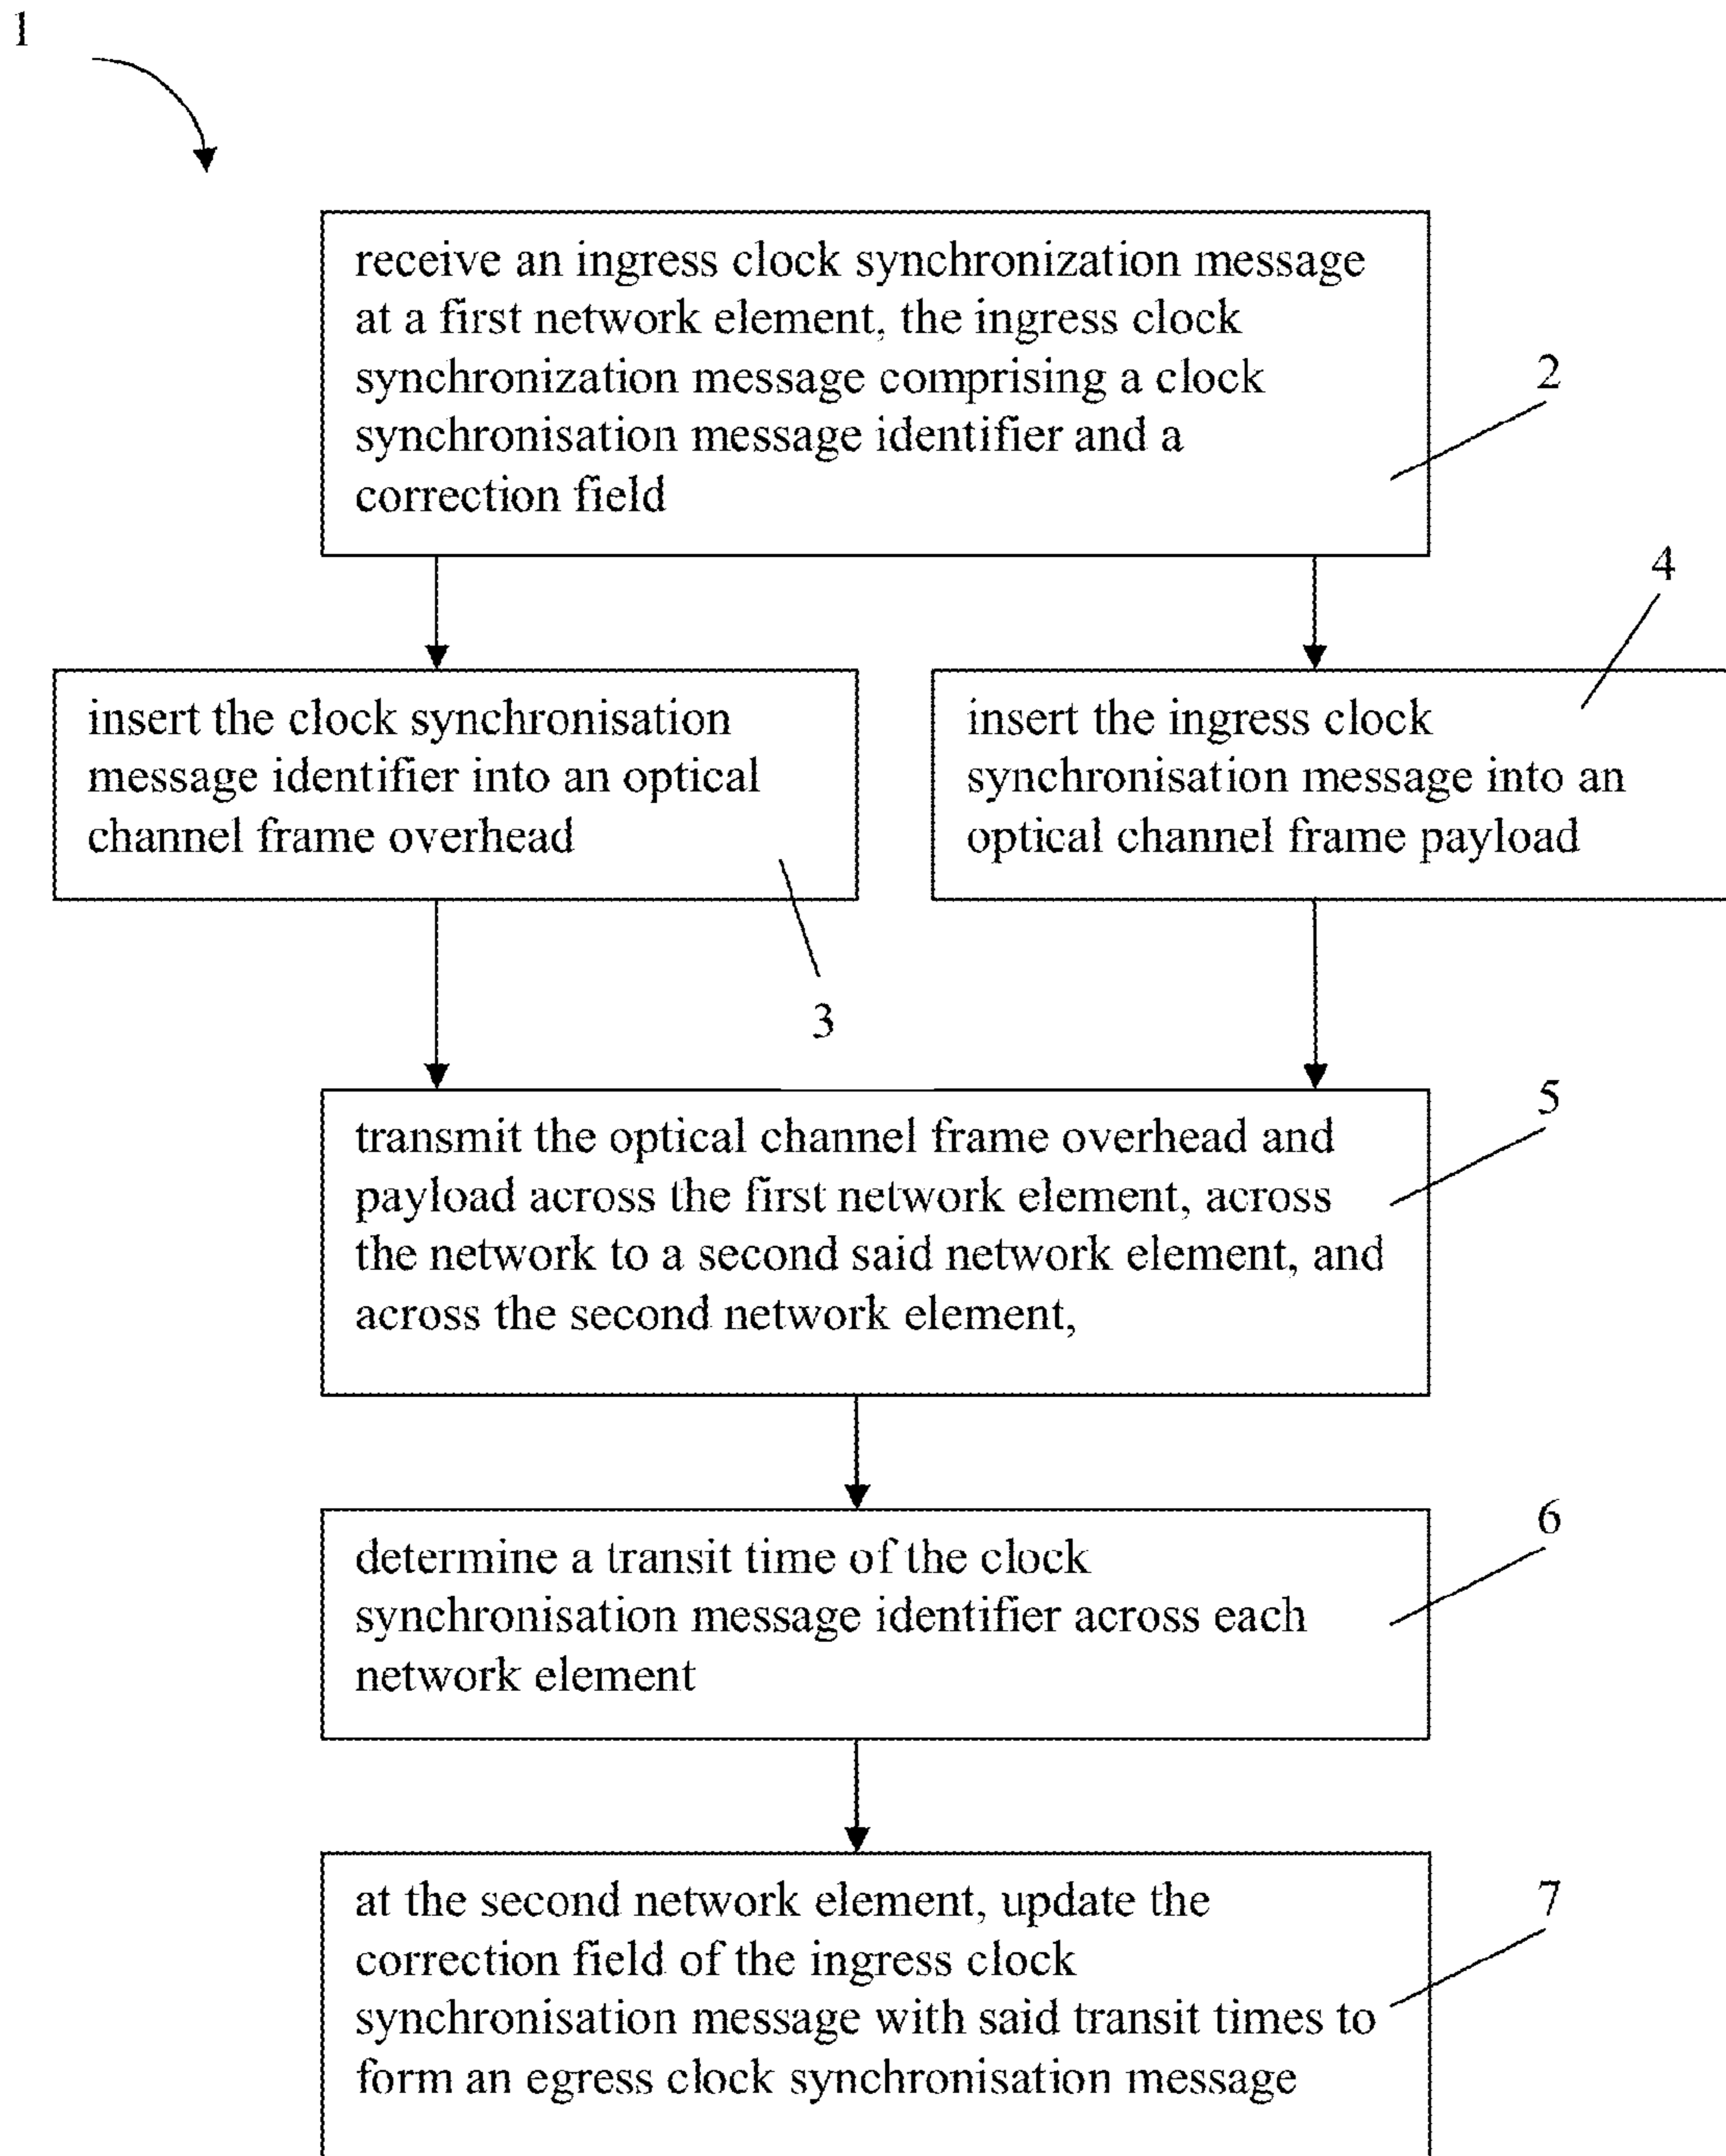 1
receive an ingress clock synchronization message
at a first network element, the ingress clock
synchronization message comprising a clock
synchronisation message identifier and a
correction field
2
4
insert the clock synchronisation
message identifier into an optical
channel frame overhead
3
insert the ingress clock
synchronisation message into an
optical channel frame payload
transmit the optical channel frame overhead and
payload across the first network element, across
the network to a second said network element, and
across the second network element,
5
determine a transit time of the clock
synchronisation message identifier across each
network element
6
at the second network element, update the
correction field of the ingress clock
synchronisation message with said transit times to
form an egress clock synchronisation message
7